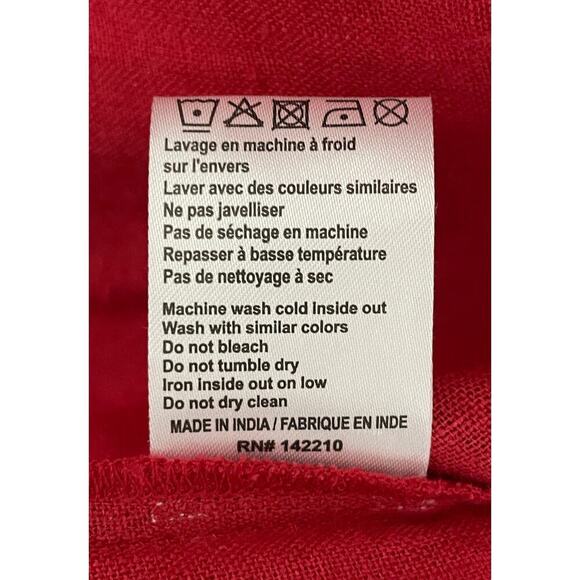 Lavage en machine à froid
sur l'envers
Laver avec des couleurs similaires
Ne pas javelliser
Pas de séchage en machine
Repasser à basse température
Pas de nettoyage à sec
Machine wash cold Inside out
Wash with similar colors
Do not bleach
Do not tumble dry
Iron inside out on low
Do not dry clean
MADE IN INDIA / FABRIQUE EN INDE
RN# 142210